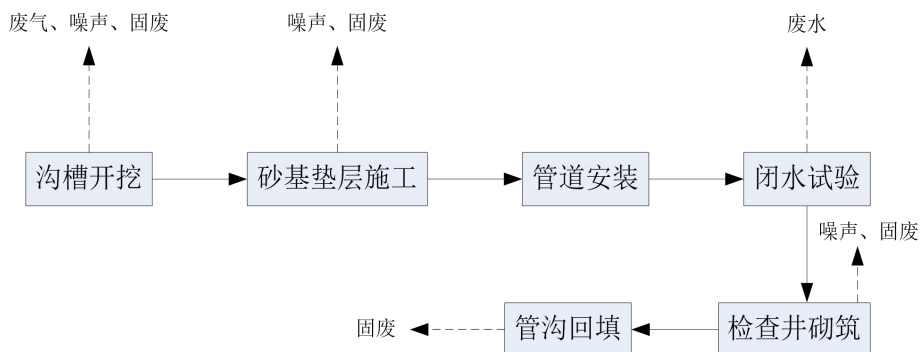 废气、噪声、固废
噪声、固废
废水
沟槽开挖
砂基垫层施工
管道安装
闭水试验
噪声、固废
固废
管沟回填
检查井砌筑